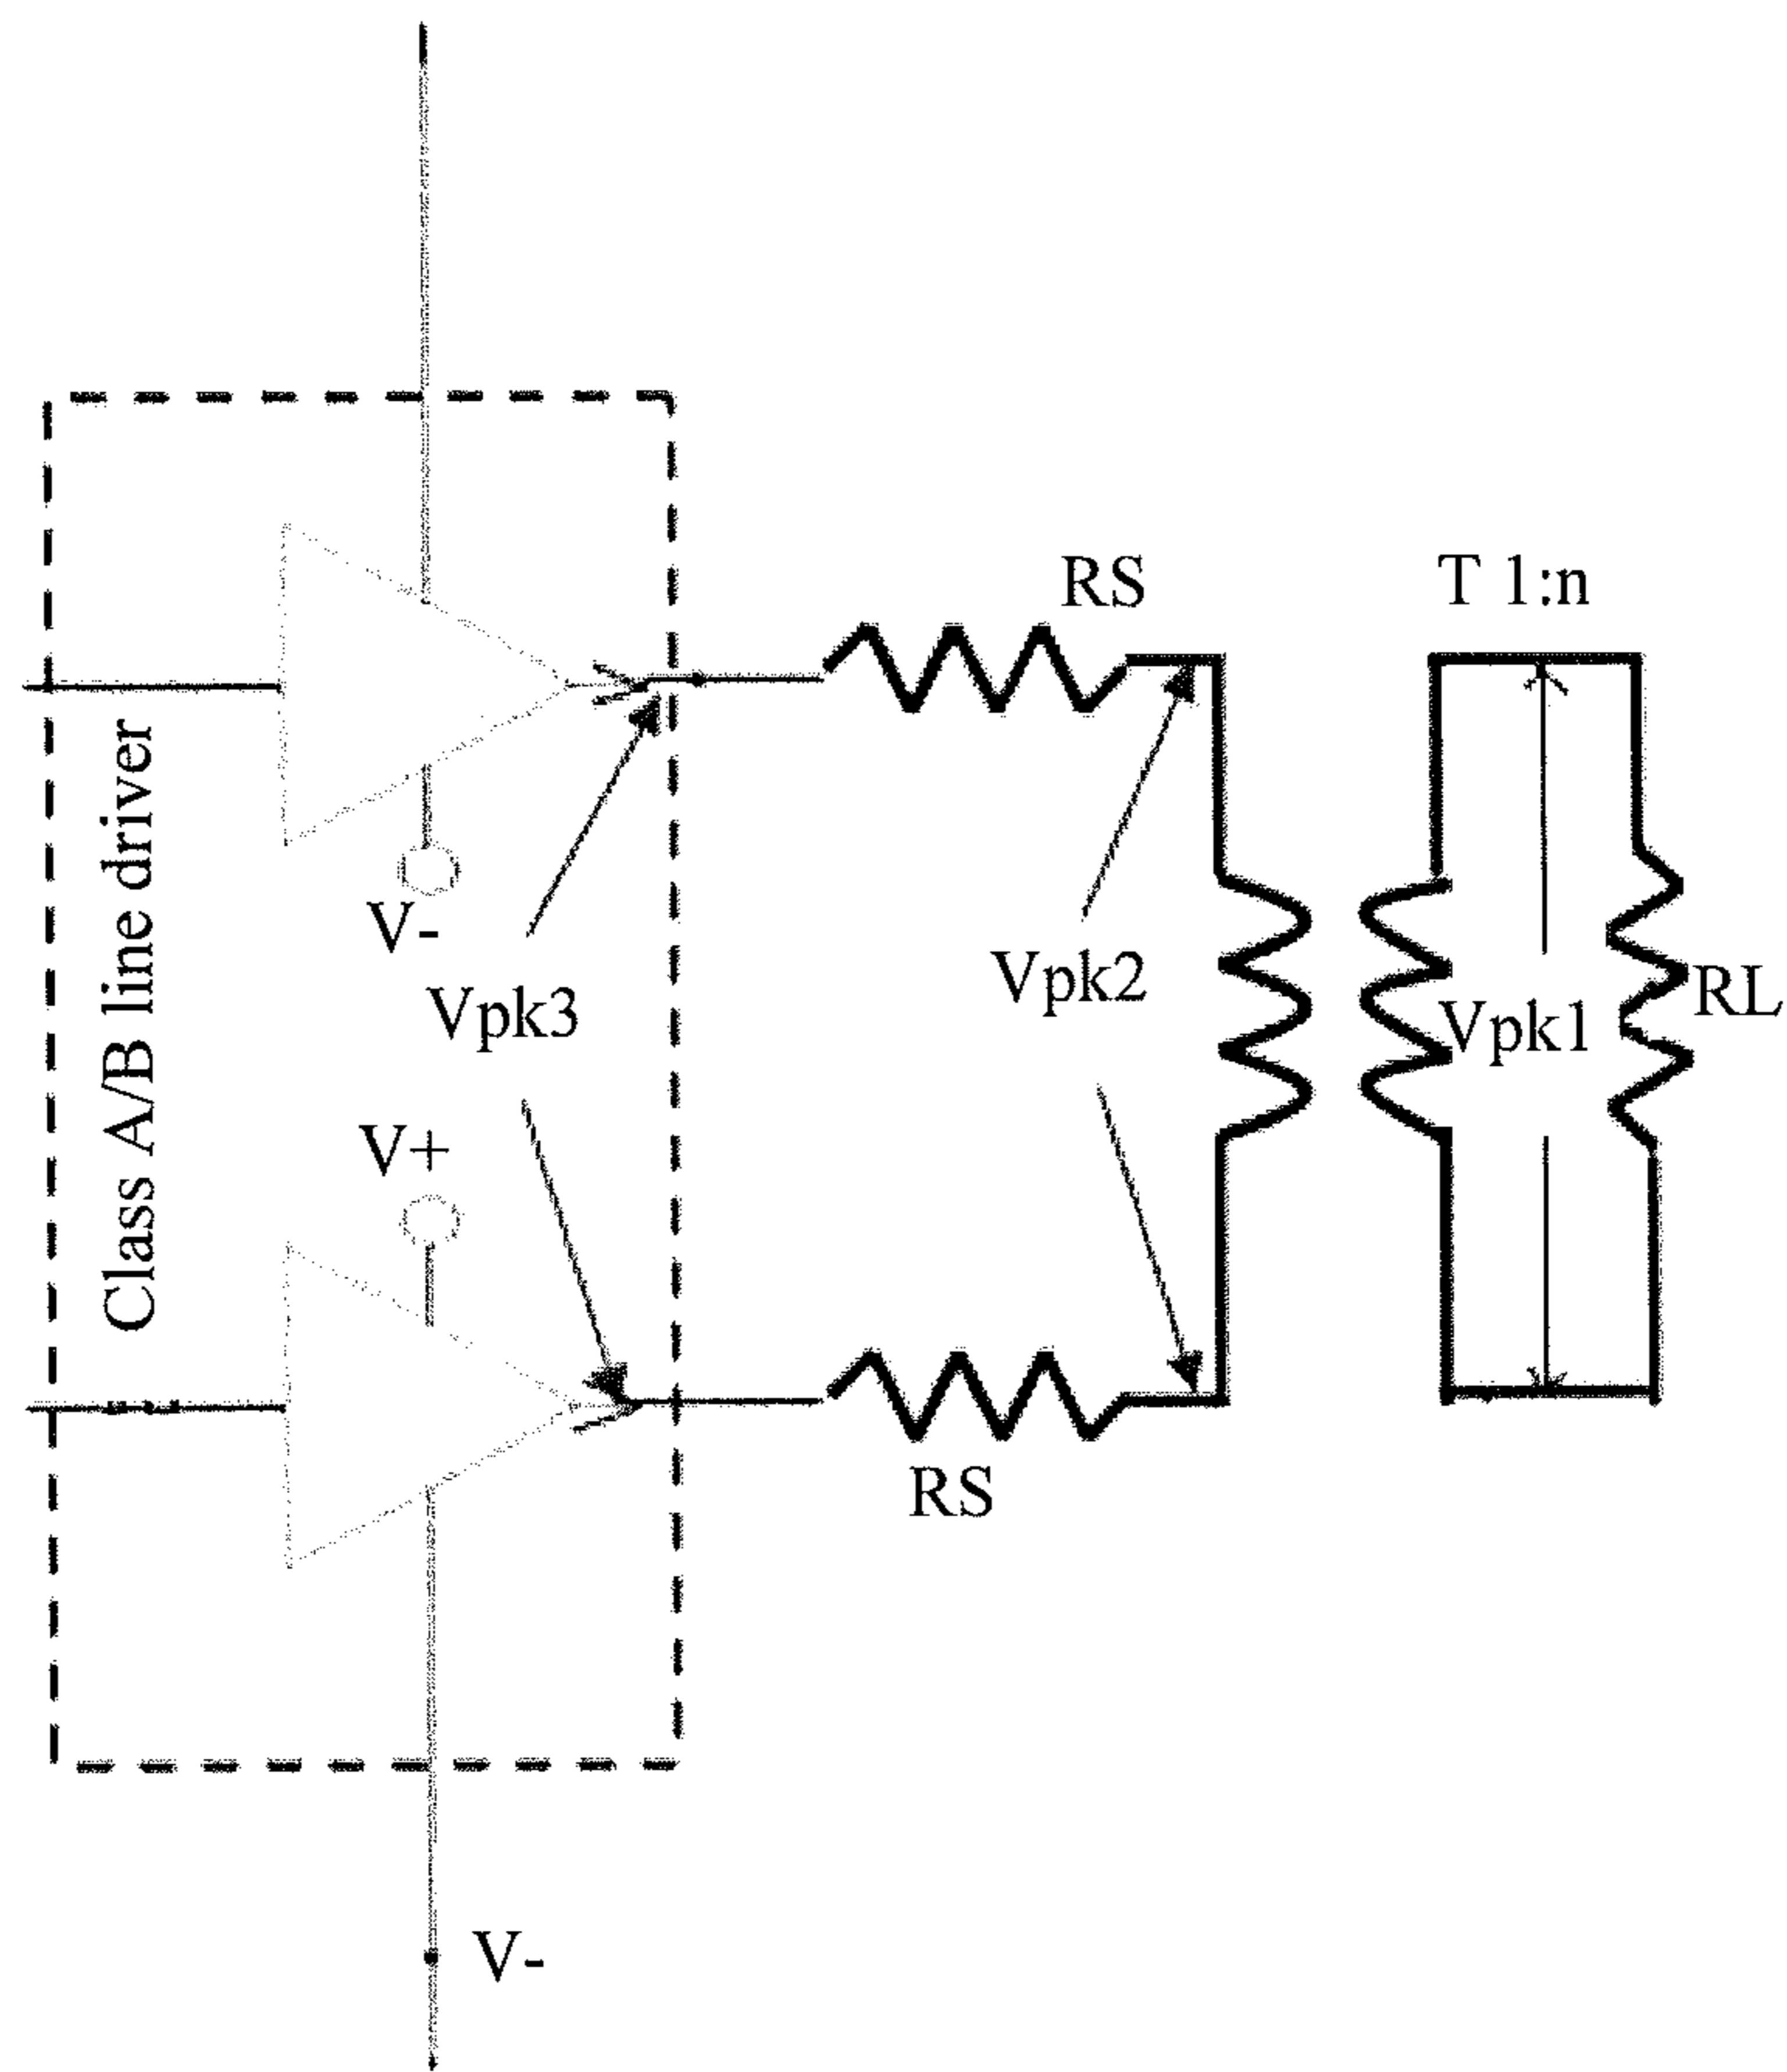 RS
T 1:n
Class A/B line driver
V-
Vpk3
Vpk2
Vpk1
RL
V+
RS
V-